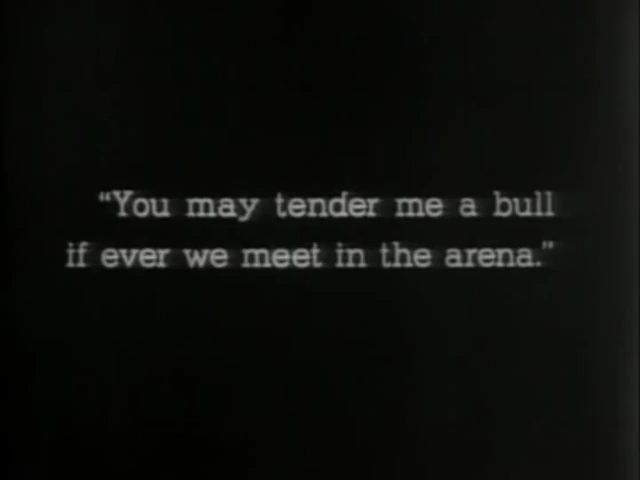 “You may tender me a bull
if ever we meet in the arena.”